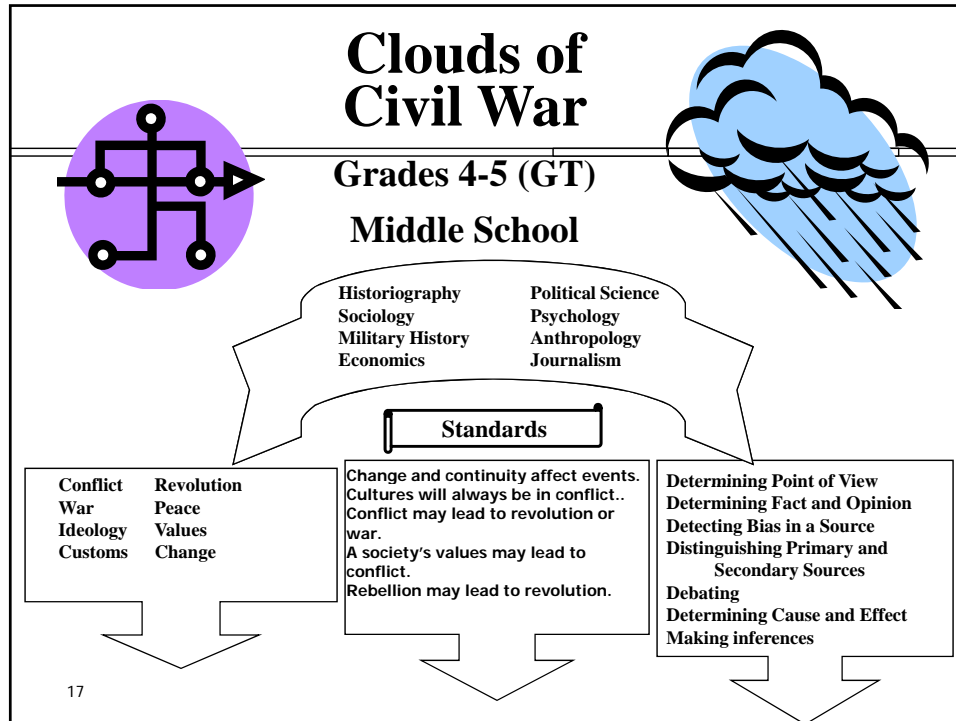 Clouds of
Civil War
Grades 4-5 (GT)
Middle School
Historiography Political Science
Sociology Psychology
Military History Anthropology
Economics Journalism
Standards
Conflict Revolution
War Peace
Ideology Values
Customs Change
Change and continuity affect events.
Cultures will always be in conflict..
Conflict may lead to revolution or
war.
A society's values may lead to
conflict.
Rebellion may lead to revolution.
Determining Point of View
Determining Fact and Opinion
Detecting Bias in a Source
Distinguishing Primary and
Secondary Sources
Debating
Determining Cause and Effect
Making inferences
17